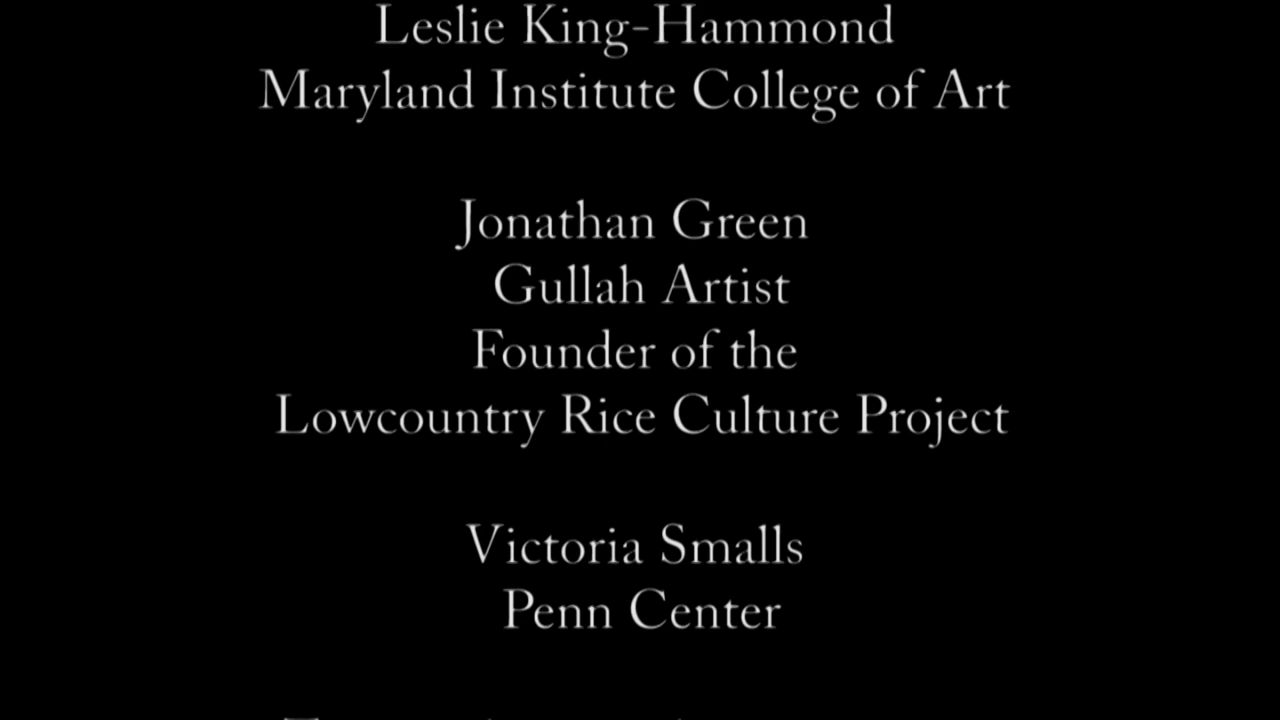 Leslie King-Hammond
Maryland Institute College of Art
Jonathan Green
Gullah Artist
Founder of the
Lowcountry Rice Culture Project
Victoria Smalls
Penn Center